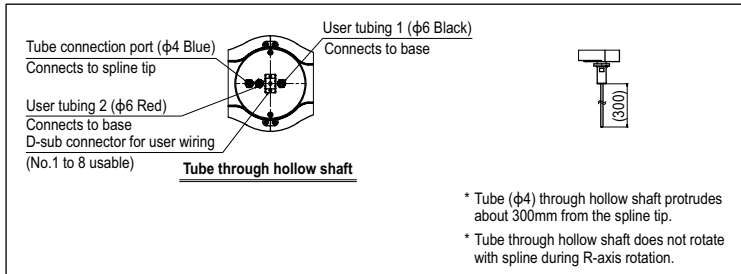 User tubing 1 (ϕ6 Black)
Connects to base
Tube connection port (ϕ4 Blue)
Connects to spline tip
User tubing 2 (ϕ6 Red)
Connects to base
D-sub connector for user wiring
(No.1 to 8 usable)
Tube through hollow shaft
(300)
* Tube (ϕ4) through hollow shaft protrudes
about 300mm from the spline tip.
* Tube through hollow shaft does not rotate
with spline during R-axis rotation.